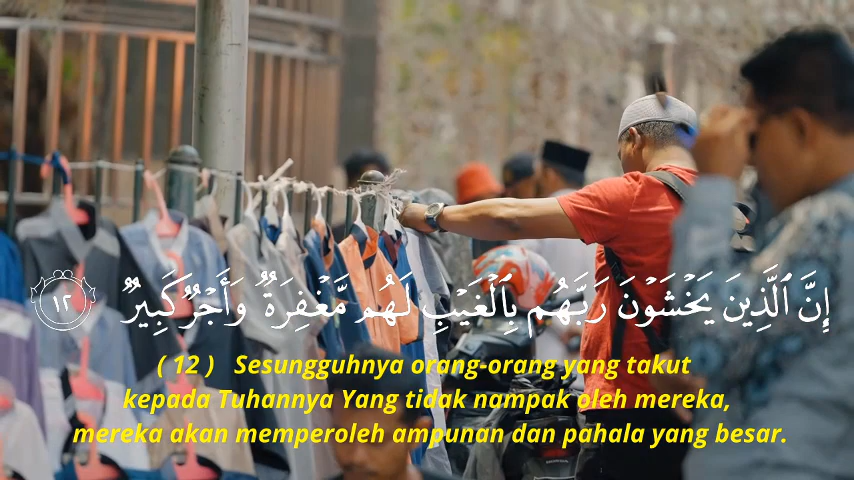 إِنَّ ٱلَّذِينَ يَخْشَوْنَ رَبَّهُم بِٱلْغَيْبِ لَهُم مَّغْفِرَةٌ وَأَجْرٌ كَبِيرٌ ١٢
( 12 ) Sesungguhnya orang-orang yang takut
kepada Tuhannya Yang tidak nampak oleh mereka,
mereka akan memperoleh ampunan dan pahala yang besar.